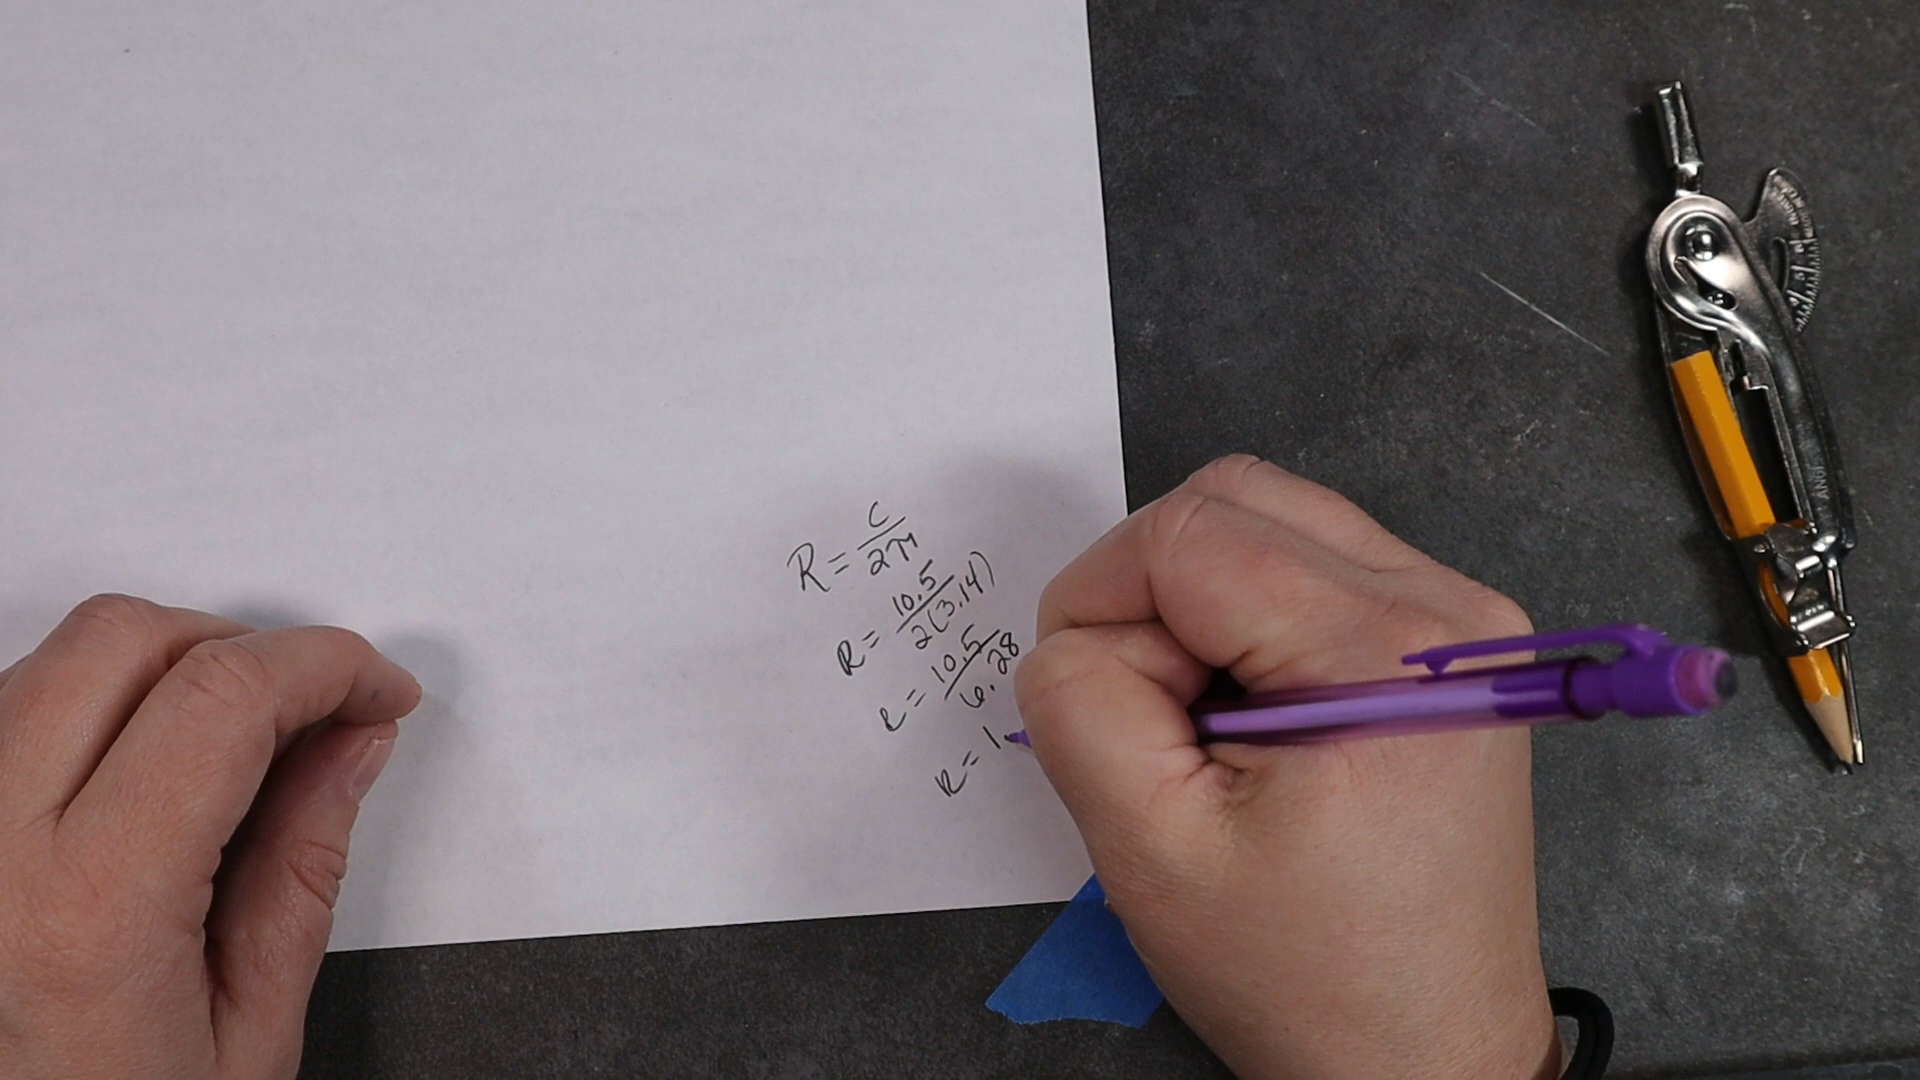 R = C/2π
R = 10.5/2(3.14)
R = 10.5/6.28
R = 1.